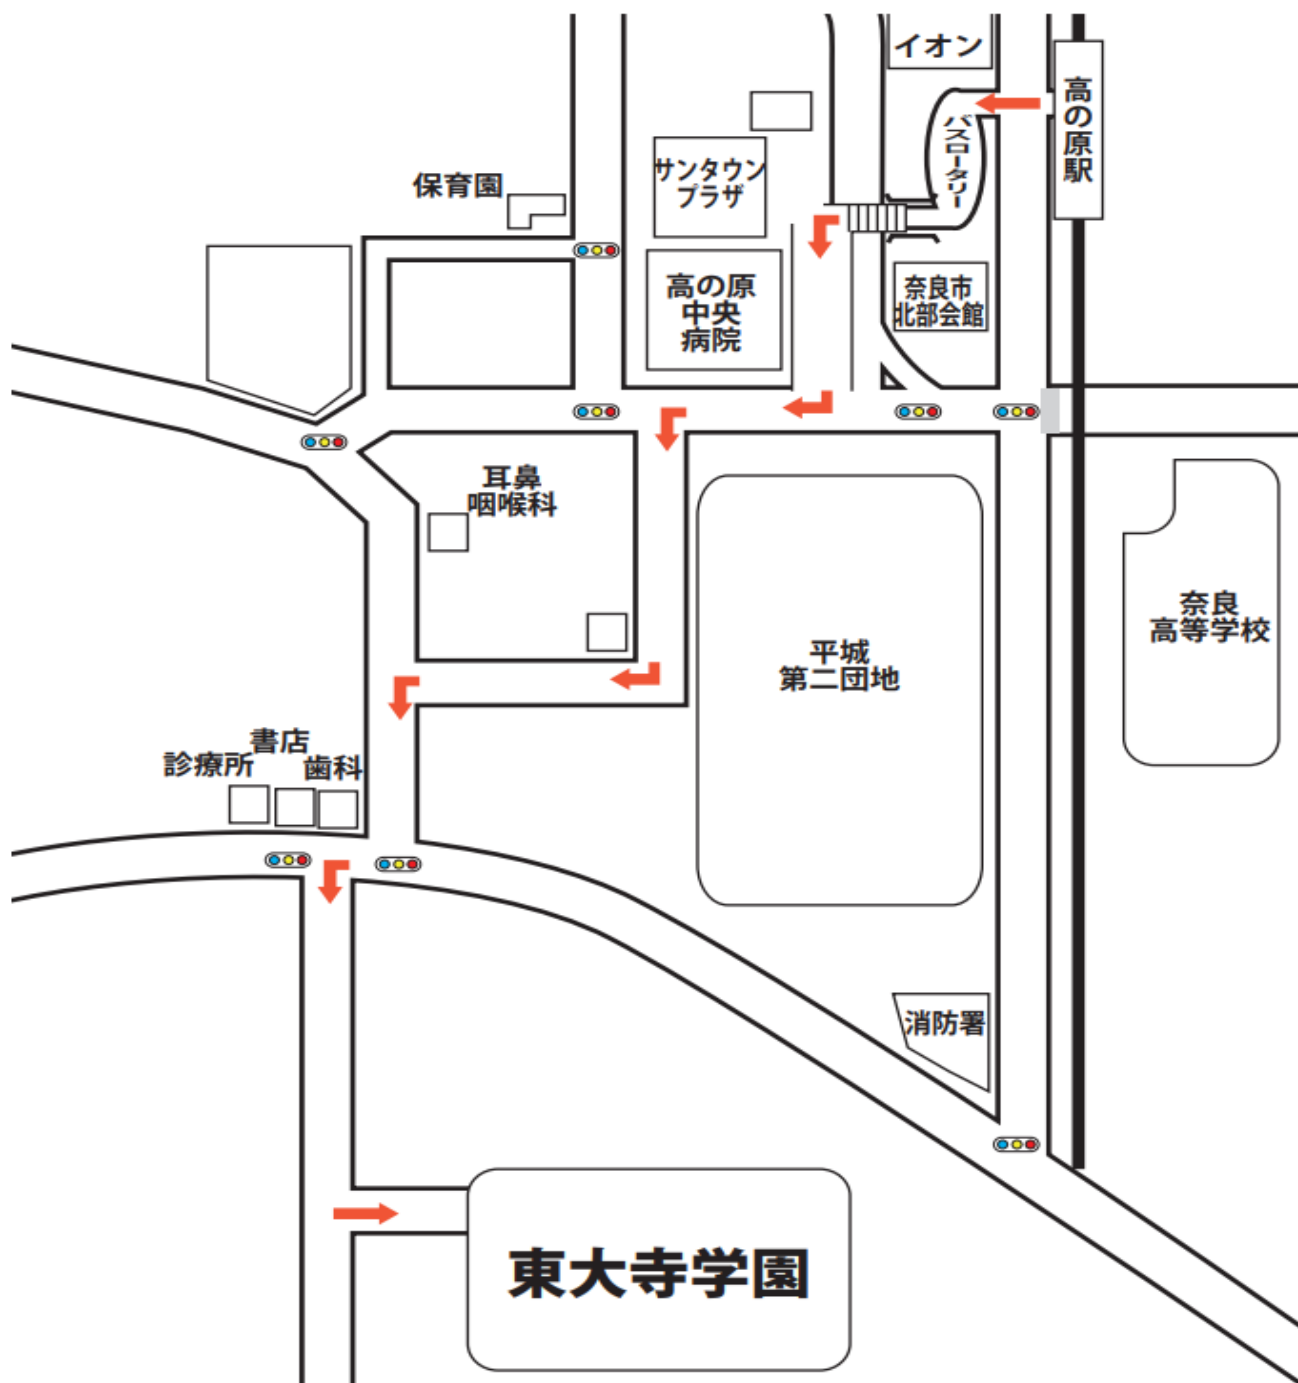 イオン
高の原駅
バスロータリー
サンタウン
プラザ
保育園
高の原
中央
病院
奈良市
北部会館
耳鼻
咽喉科
奈良
高等学校
平城
第二団地
書店
診療所
歯科
消防署
東大寺学園